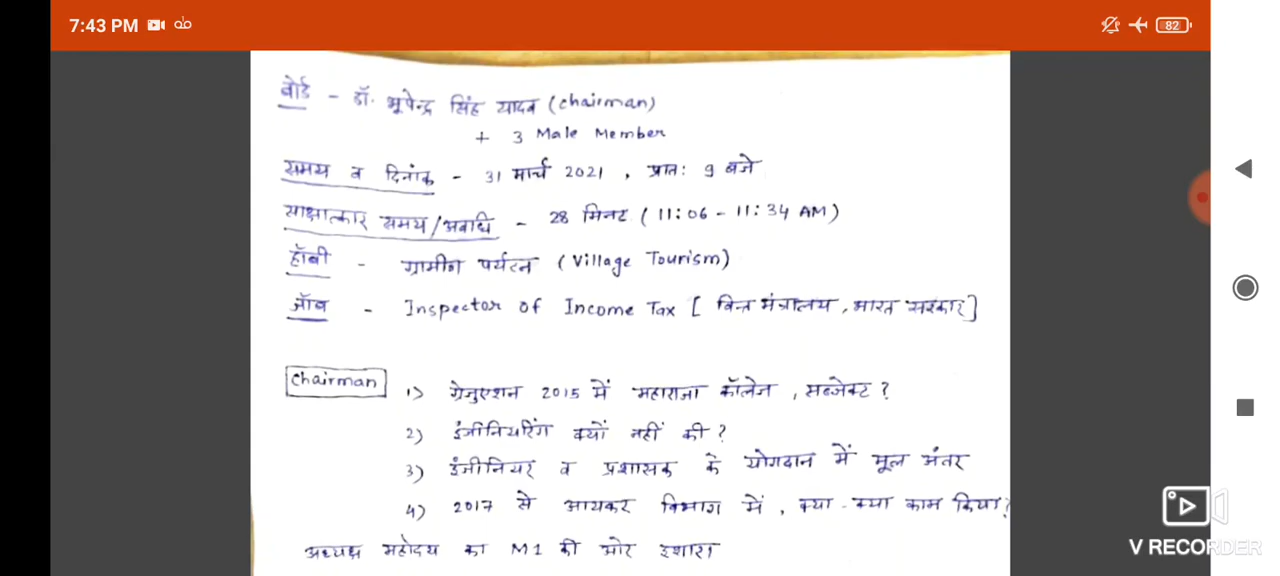 7:43 PM
82
बोर्ड - डॉ. भूपेन्द्र सिंह यादव (chairman)
+ 3 Male Member
समय व दिनांक - 31 मार्च 2021, प्रातः 9 बजे
साक्षात्कार समय/अवधि - 28 मिनट (11:06 - 11:34 AM)
हॉबी - ग्रामीण पर्यटन (Village Tourism)
जॉब - Inspector of Income Tax [वित्त मंत्रालय, भारत सरकार]
Chairman 1) ग्रेजुएशन 2015 में महाराजा कॉलेज, सब्जेक्ट?
2) इंजीनियरिंग क्यों नहीं की?
3) इंजीनियर व प्रशासक के योगदान में मूल अंतर
4) 2017 से आयकर विभाग में, क्या-क्या काम किया?
अध्यक्ष महोदय का M1 की ओर इशारा
V RECORDER